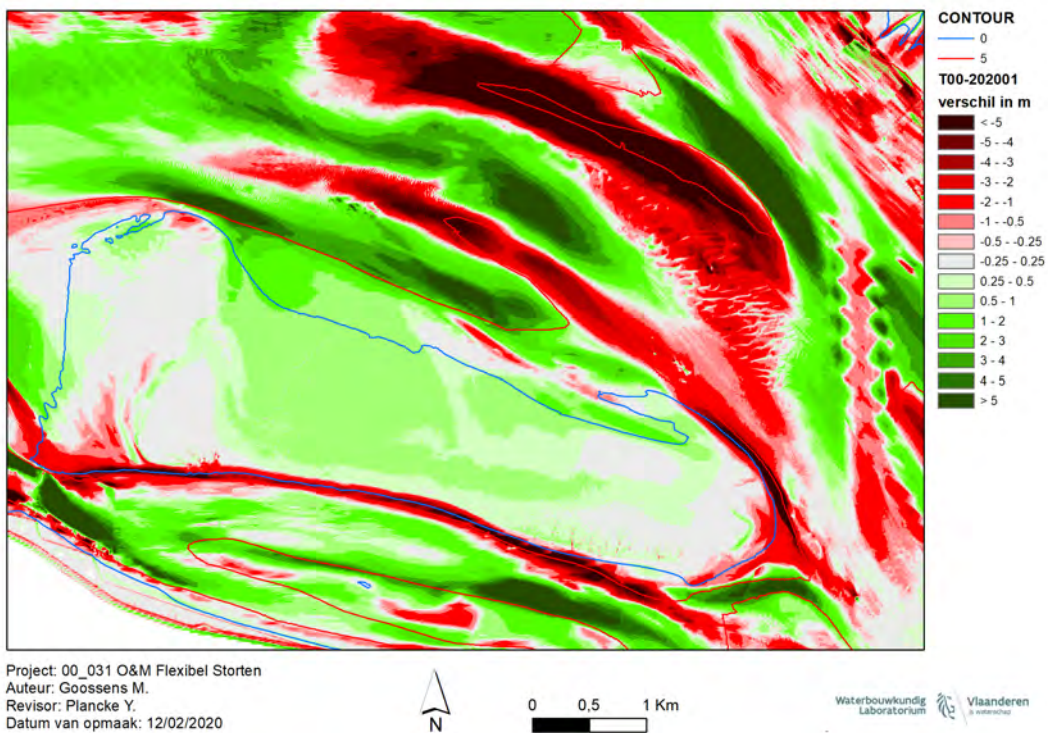 CONTOUR
0
5
T00-202001
verschil in m
< -5
-5 - -4
-4 - -3
-3 - -2
-2 - -1
-1 - -0.5
-0.5 - -0.25
-0.25 - 0.25
0.25 - 0.5
0.5 - 1
1 - 2
2 - 3
3 - 4
4 - 5
> 5
Project: 00_031 O&M Flexibel Storten
Auteur: Goossens M.
Revisor: Plancke Y.
Datum van opmaak: 12/02/2020
N
0 0,5 1 Km
Waterbouwkundig
Laboratorium
Vlaanderen
is waterschap